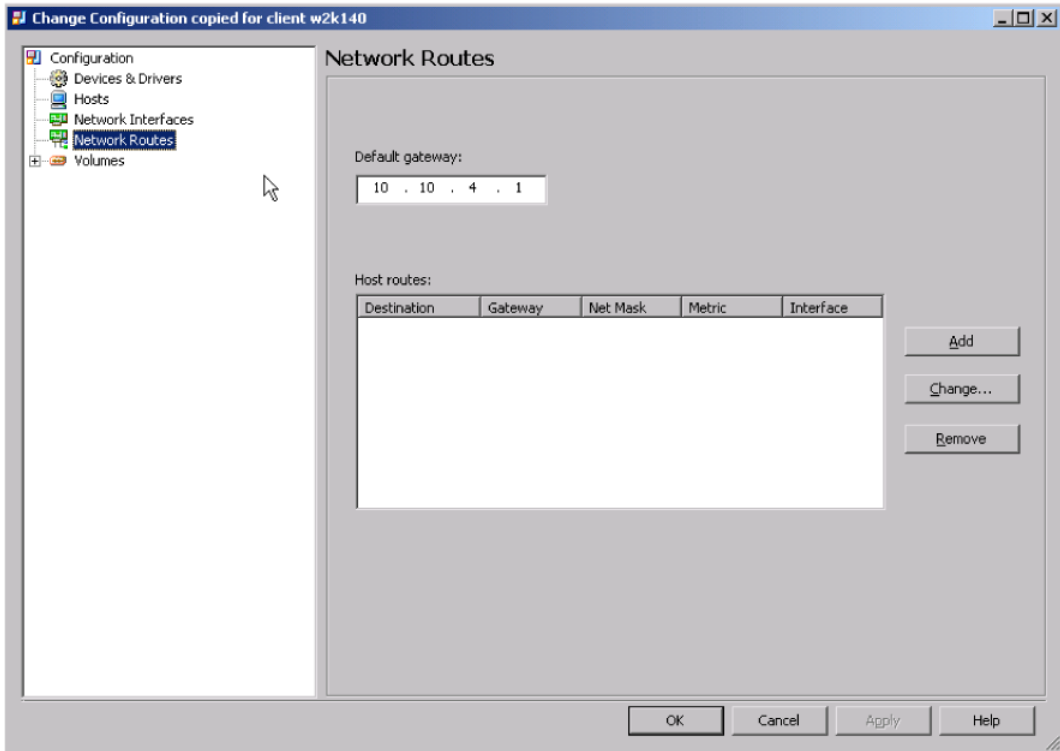 Change Configuration copied for client w2k140
Configuration
Devices & Drivers
Hosts
Network Interfaces
Network Routes
Volumes
Network Routes
Default gateway:
10 . 10 . 4 . 1
Host routes:
Destination Gateway Net Mask Metric Interface
Add
Change...
Remove
OK Cancel Apply Help